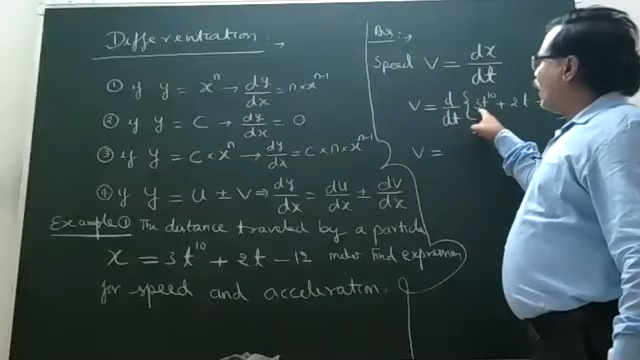 Differentiation :→
① if y = xⁿ → dy/dx = n × xⁿ⁻¹
② if y = C → dy/dx = 0
③ if y = C × xⁿ → dy/dx = C × n × xⁿ⁻¹
④ if y = U ± V ⇒ dy/dx = du/dx ± dv/dx
Example ① The distance traveled by a particle
x = 3t¹⁰ + 2t − 12 meter find expression
for speed and acceleration.
Ans :→
Speed V = dx/dt
V = d/dt { 3t¹⁰ + 2t −
V =